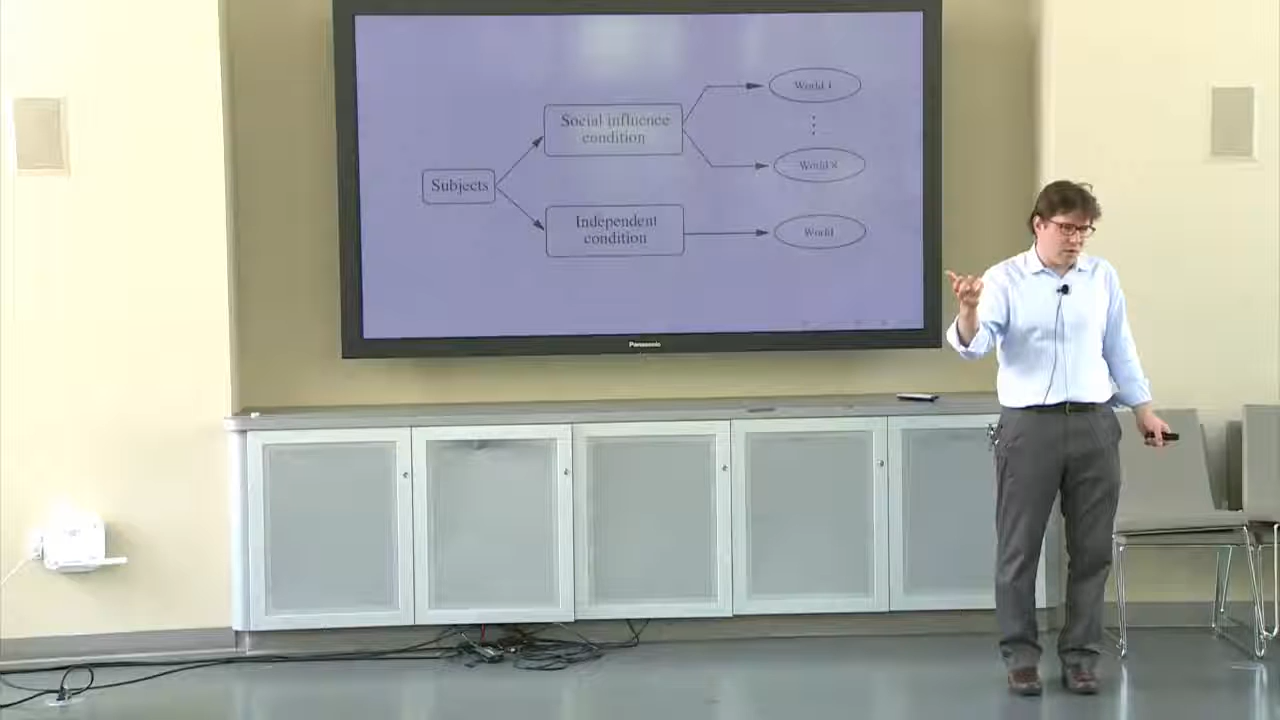 World 1
Social influence
condition
World 8
Subjects
Independent
condition
World
Panasonic